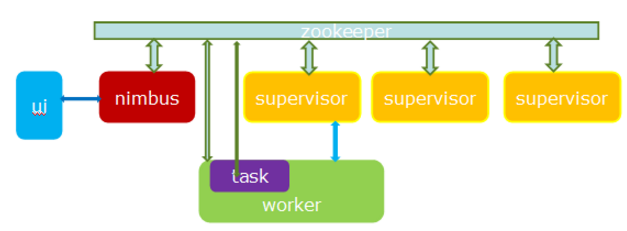 zookeeper
ui
nimbus
supervisor
supervisor
supervisor
task
worker